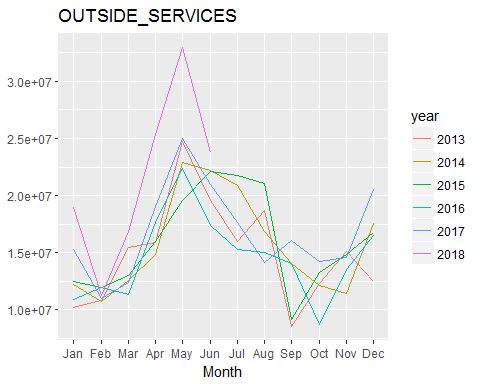 OUTSIDE_SERVICES
3.0e+07
2.5e+07
2.0e+07
1.5e+07
1.0e+07
Jan Feb Mar Apr May Jun Jul Aug Sep Oct Nov Dec
Month
year
2013
2014
2015
2016
2017
2018